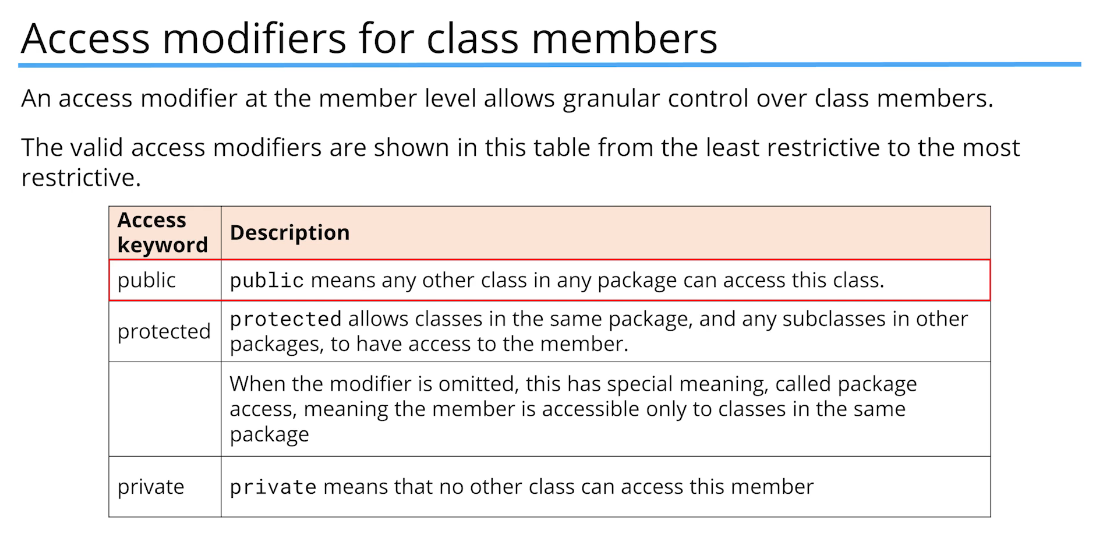 Access modifiers for class members
An access modifier at the member level allows granular control over class members.
The valid access modifiers are shown in this table from the least restrictive to the most
restrictive.
Access
keyword
Description
public
public means any other class in any package can access this class.
protected
protected allows classes in the same package, and any subclasses in other
packages, to have access to the member.
When the modifier is omitted, this has special meaning, called package
access, meaning the member is accessible only to classes in the same
package
private
private means that no other class can access this member